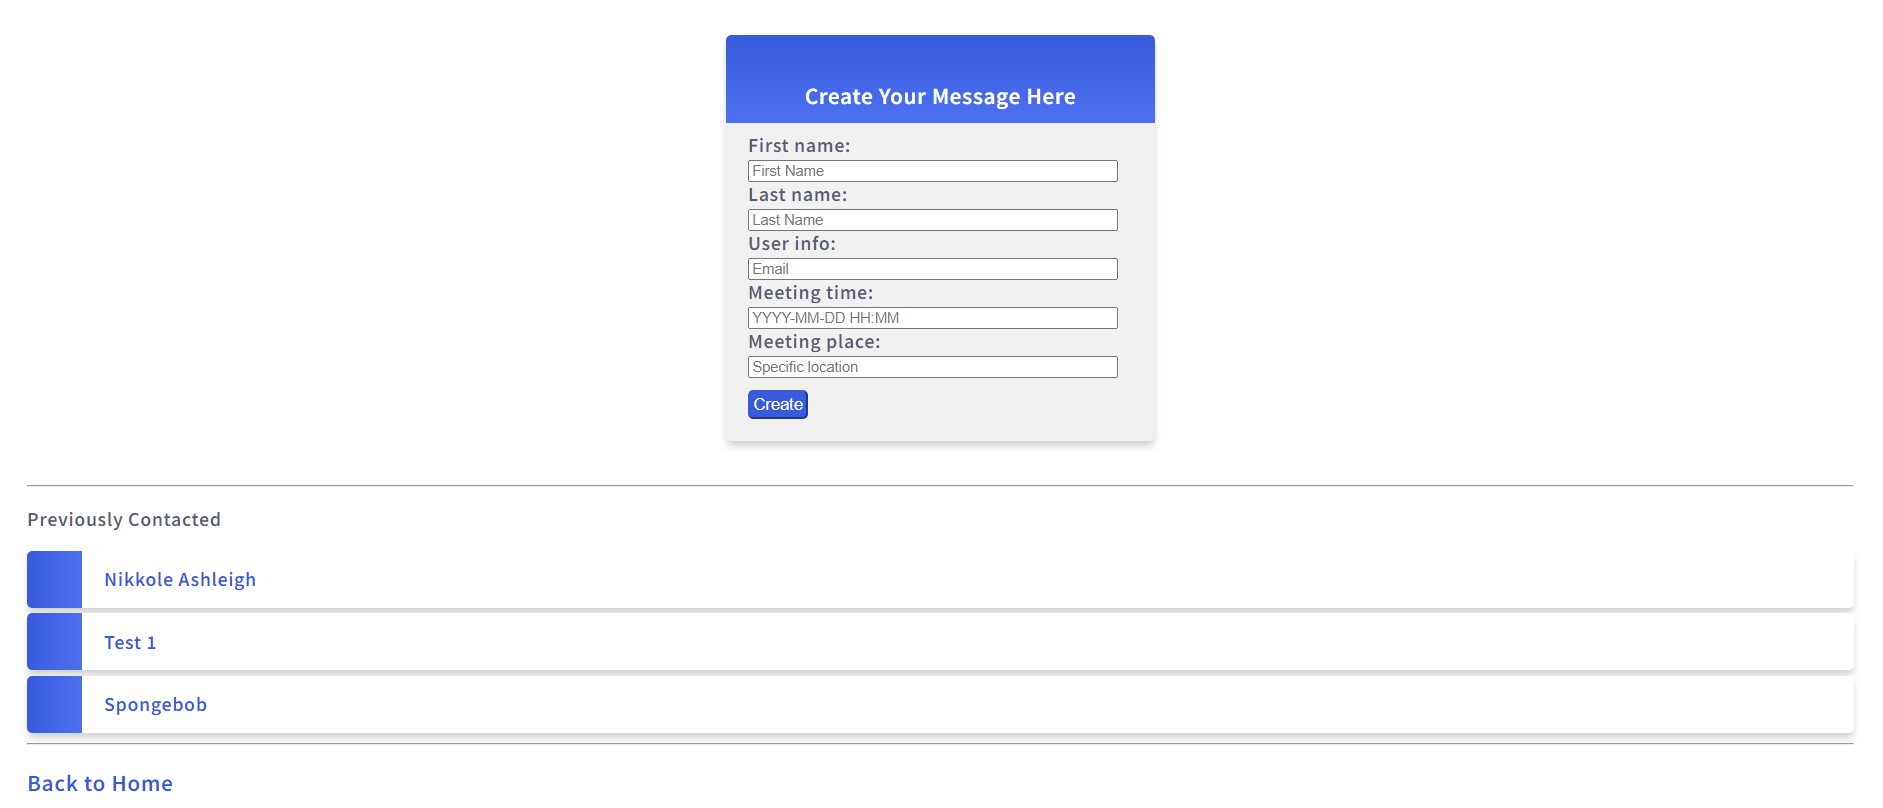 Create Your Message Here
First name:
First Name
Last name:
Last Name
User info:
Email
Meeting time:
YYYY-MM-DD HH:MM
Meeting place:
Specific location
Create
Previously Contacted
Nikkole Ashleigh
Test 1
Spongebob
Back to Home